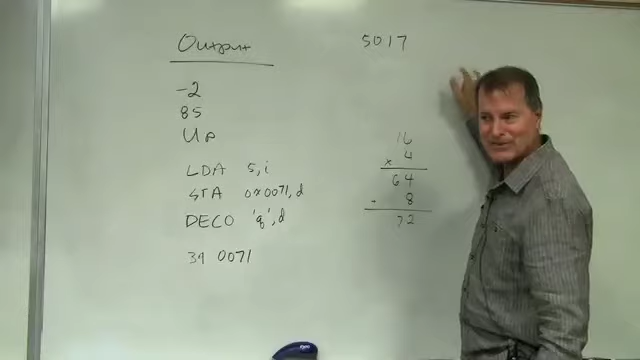 Output
-2
85
Up
LDA 5,i
STA 0x0071,d
DECO 'q',d
39 0071
5017
16
x 4
64
- 8
72